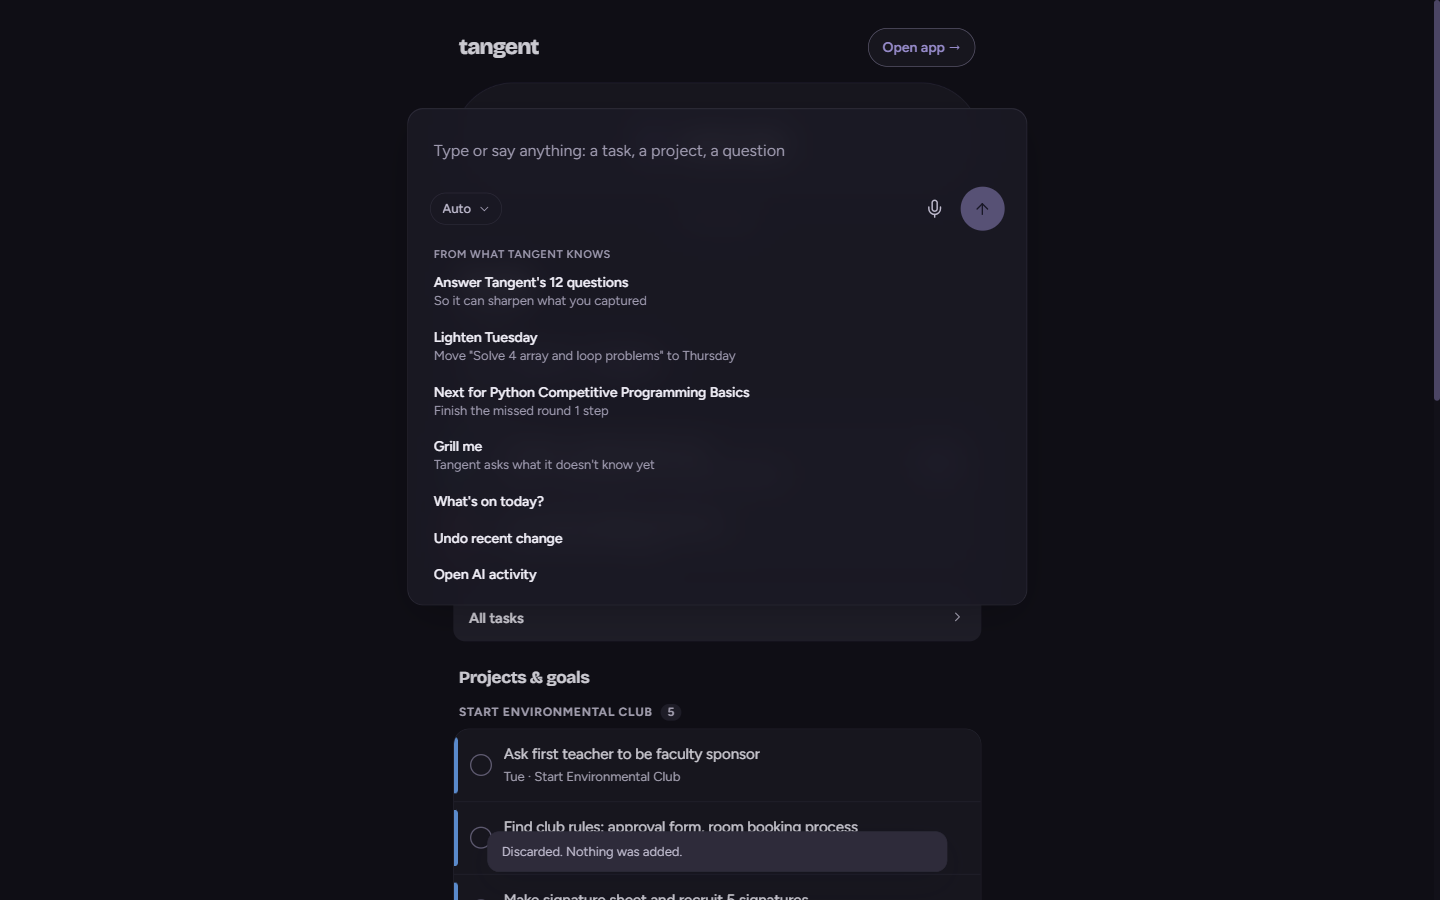 tangent
Open app →
Type or say anything: a task, a project, a question
Auto
FROM WHAT TANGENT KNOWS
Answer Tangent's 12 questions
So it can sharpen what you captured
Lighten Tuesday
Move "Solve 4 array and loop problems" to Thursday
Next for Python Competitive Programming Basics
Finish the missed round 1 step
Grill me
Tangent asks what it doesn't know yet
What's on today?
Undo recent change
Open AI activity
All tasks
Projects & goals
START ENVIRONMENTAL CLUB 5
Ask first teacher to be faculty sponsor
Tue · Start Environmental Club
Find club rules: approval form, room booking process
Discarded. Nothing was added.
Make signature sheet and recruit 5 signatures